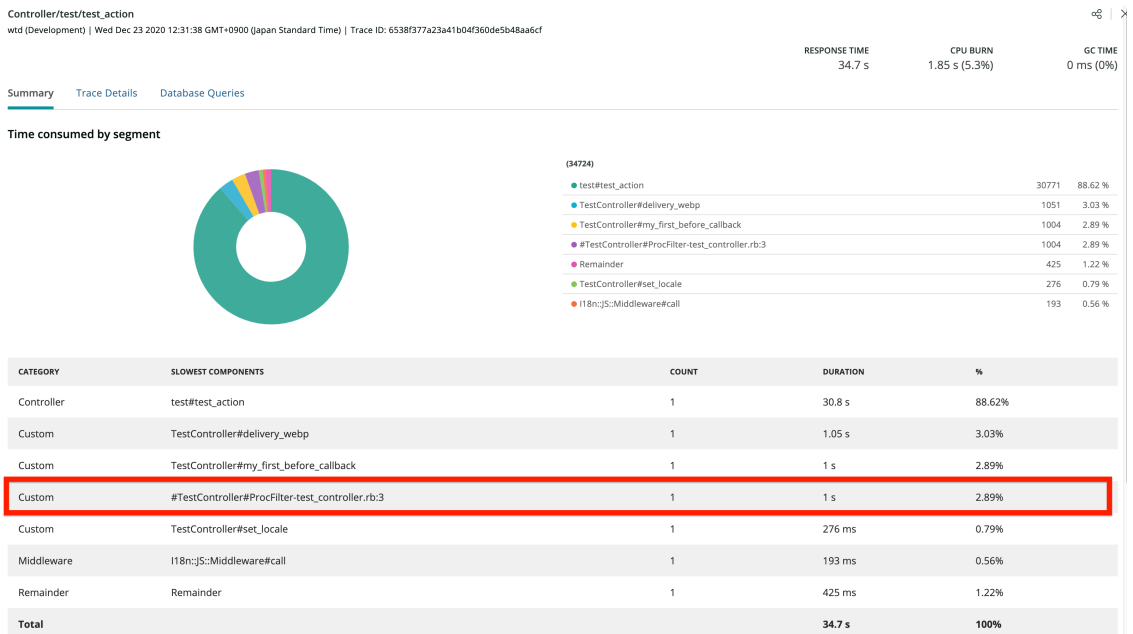 Controller/test/test_action
wtd (Development) | Wed Dec 23 2020 12:31:38 GMT+0900 (Japan Standard Time) | Trace ID: 6538f377a23a41b04f360de5b48aa6cf
RESPONSE TIME CPU BURN GC TIME
34.7 s 1.85 s (5.3%) 0 ms (0%)
Summary Trace Details Database Queries
Time consumed by segment
(34724)
test#test_action 30771 88.62 %
TestController#delivery_webp 1051 3.03 %
TestController#my_first_before_callback 1004 2.89 %
#TestController#ProcFilter-test_controller.rb:3 1004 2.89 %
Remainder 425 1.22 %
TestController#set_locale 276 0.79 %
I18n::JS::Middleware#call 193 0.56 %
CATEGORY SLOWEST COMPONENTS COUNT DURATION %
Controller test#test_action 1 30.8 s 88.62%
Custom TestController#delivery_webp 1 1.05 s 3.03%
Custom TestController#my_first_before_callback 1 1 s 2.89%
Custom #TestController#ProcFilter-test_controller.rb:3 1 1 s 2.89%
Custom TestController#set_locale 1 276 ms 0.79%
Middleware I18n::JS::Middleware#call 1 193 ms 0.56%
Remainder Remainder 1 425 ms 1.22%
Total 34.7 s 100%